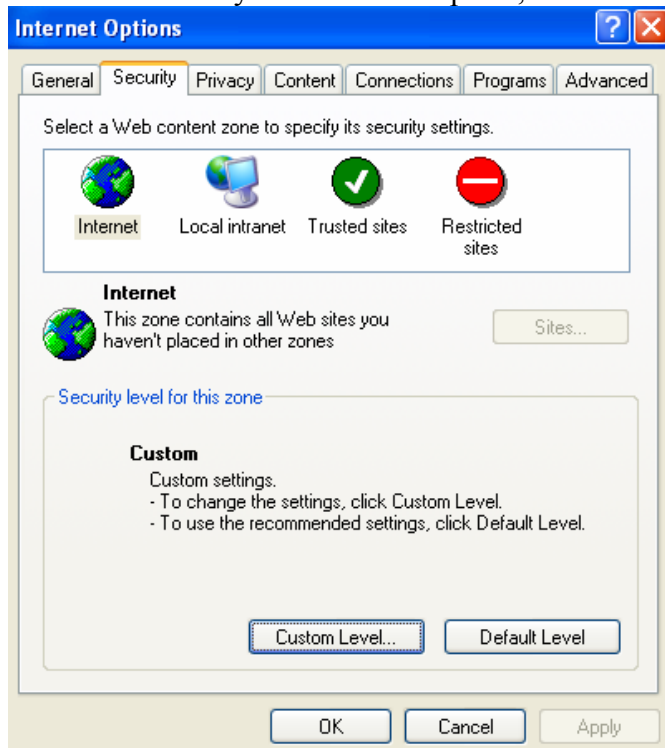 Internet Options
General Security Privacy Content Connections Programs Advanced
Select a Web content zone to specify its security settings.
Internet Local intranet Trusted sites Restricted sites
Internet
This zone contains all Web sites you
haven't placed in other zones
Sites...
Security level for this zone
Custom
Custom settings.
- To change the settings, click Custom Level.
- To use the recommended settings, click Default Level.
Custom Level... Default Level
OK Cancel Apply